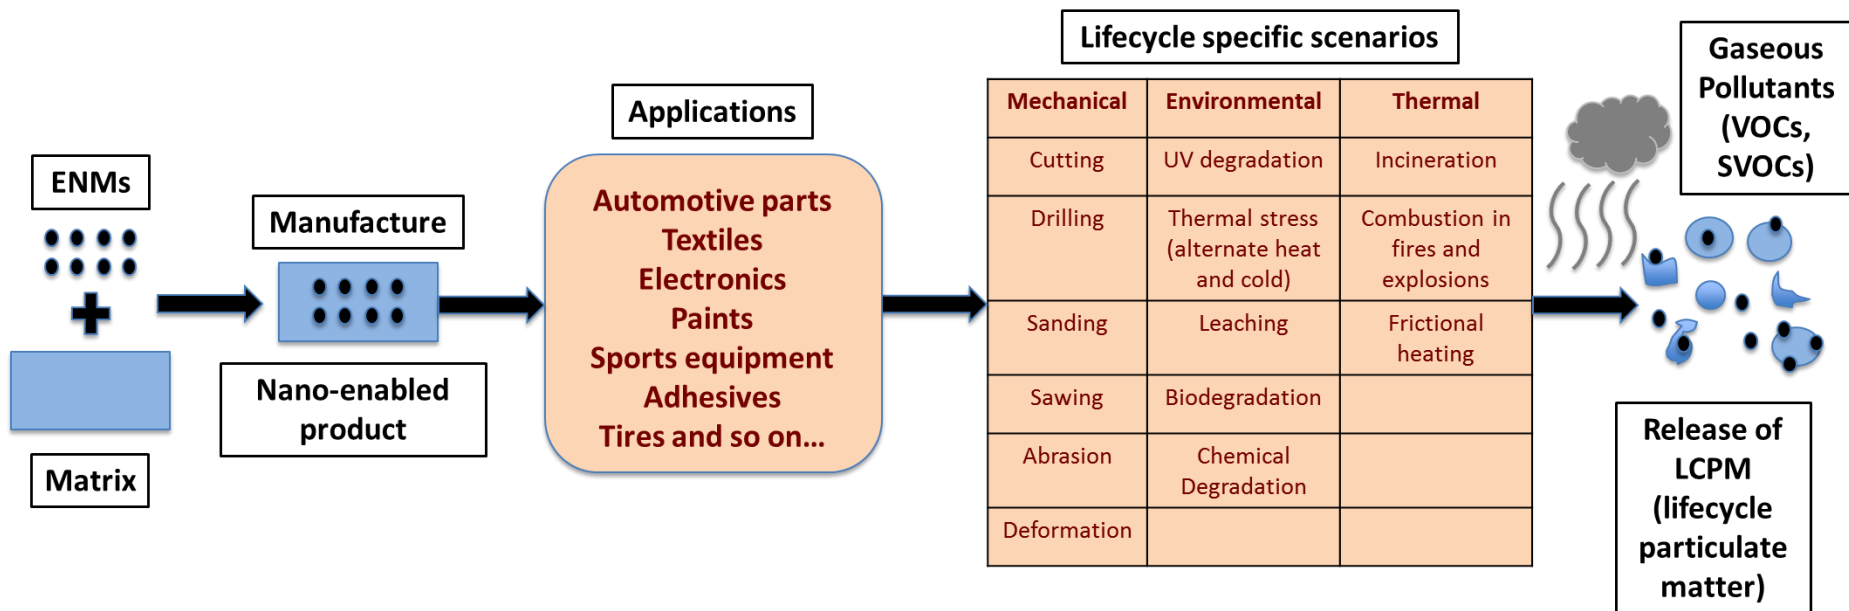 ENMs
Matrix
Manufacture
Nano-enabled
product
Applications
Automotive parts
Textiles
Electronics
Paints
Sports equipment
Adhesives
Tires and so on...
Lifecycle specific scenarios
Mechanical Environmental Thermal
Cutting UV degradation Incineration
Drilling
Thermal stress
(alternate heat
and cold)
Combustion in
fires and
explosions
Sanding Leaching
Frictional
heating
Sawing Biodegradation
Abrasion
Chemical
Degradation
Deformation
Gaseous
Pollutants
(VOCs,
SVOCs)
Release of
LCPM
(lifecycle
particulate
matter)